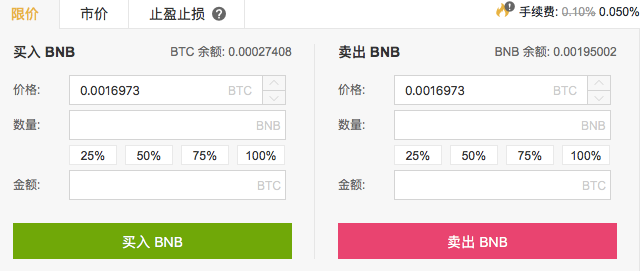 限价 市价 止盈止损 ? 手续费: 0.10% 0.050%
买入 BNB BTC 余额: 0.00027408
价格: 0.0016973 BTC
数量: BNB
25% 50% 75% 100%
金额: BTC
买入 BNB
卖出 BNB BNB 余额: 0.00195002
价格: 0.0016973 BTC
数量: BNB
25% 50% 75% 100%
金额: BTC
卖出 BNB